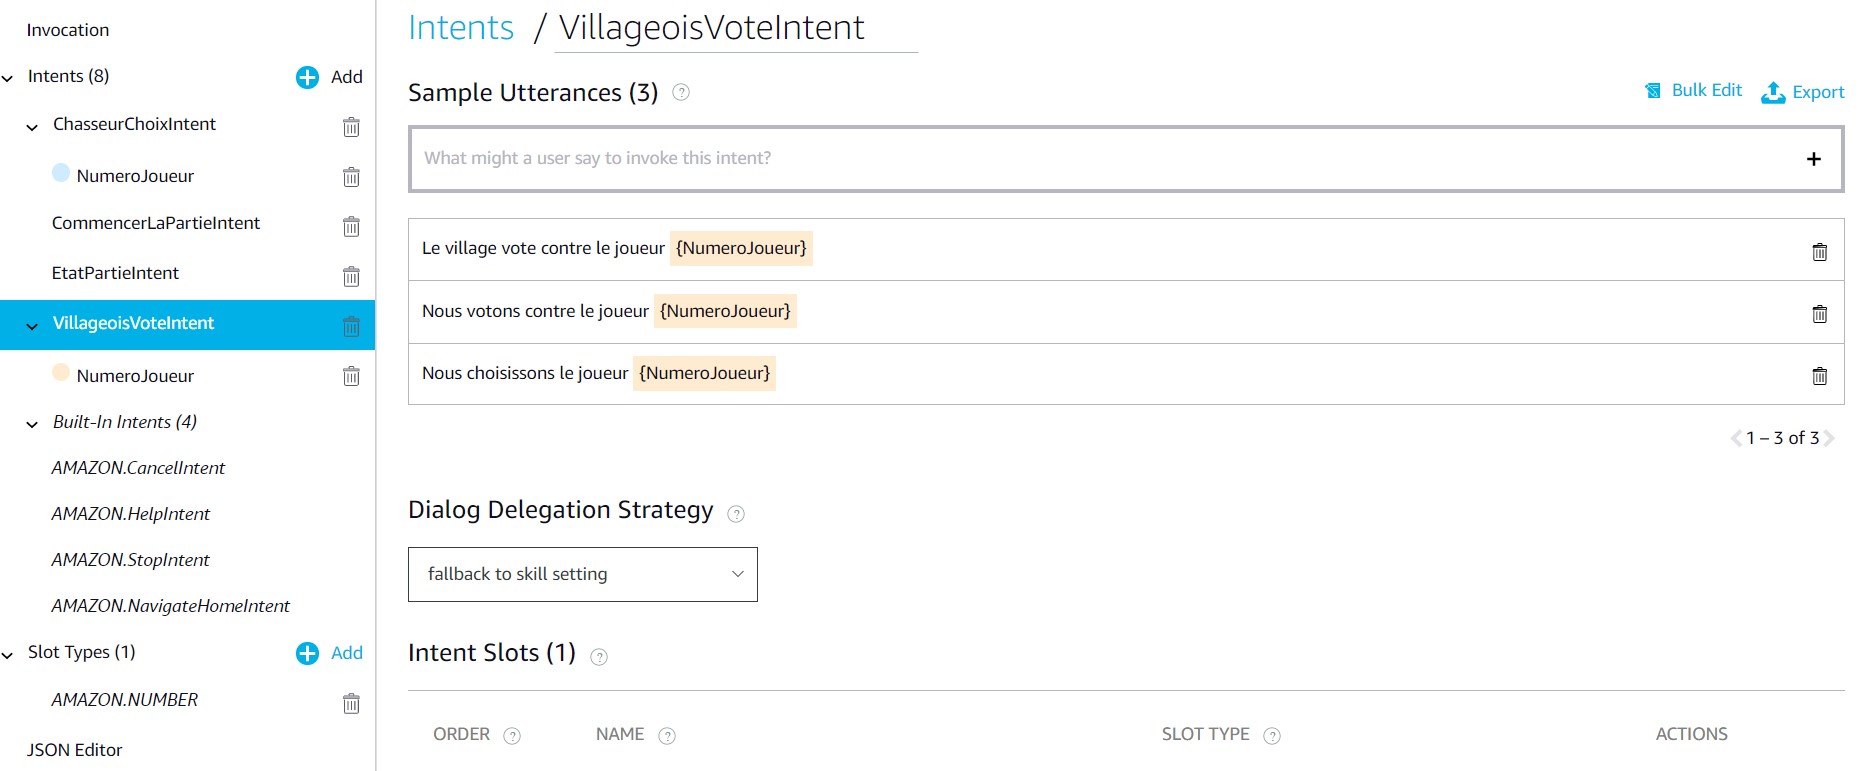 Invocation
Intents (8) Add
ChasseurChoixIntent
NumeroJoueur
CommencerLaPartieIntent
EtatPartieIntent
VillageoisVoteIntent
NumeroJoueur
Built-In Intents (4)
AMAZON.CancelIntent
AMAZON.HelpIntent
AMAZON.StopIntent
AMAZON.NavigateHomeIntent
Slot Types (1) Add
AMAZON.NUMBER
JSON Editor
Intents / VillageoisVoteIntent
Sample Utterances (3) ? Bulk Edit Export
What might a user say to invoke this intent? +
Le village vote contre le joueur {NumeroJoueur}
Nous votons contre le joueur {NumeroJoueur}
Nous choisissons le joueur {NumeroJoueur}
1 – 3 of 3
Dialog Delegation Strategy ?
fallback to skill setting
Intent Slots (1) ?
ORDER ? NAME ? SLOT TYPE ? ACTIONS